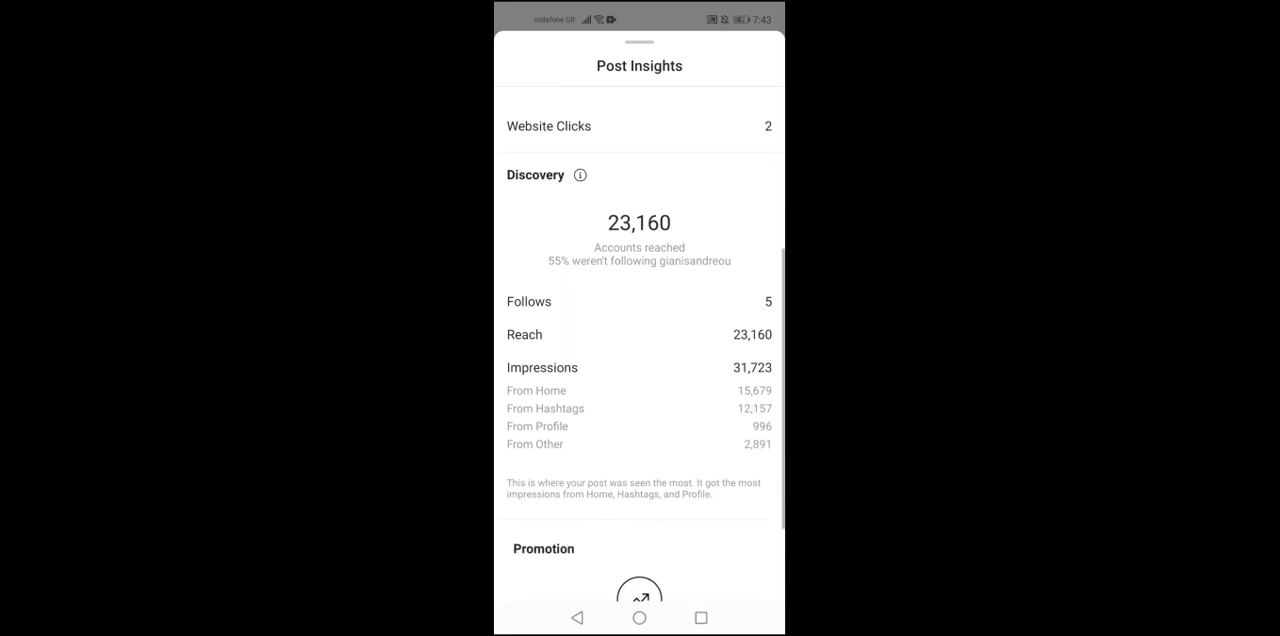 vodafone GR 7:43
Post Insights
Website Clicks 2
Discovery
23,160
Accounts reached
55% weren't following gianisandreou
Follows 5
Reach 23,160
Impressions 31,723
From Home 15,679
From Hashtags 12,157
From Profile 996
From Other 2,891
This is where your post was seen the most. It got the most
impressions from Home, Hashtags, and Profile.
Promotion